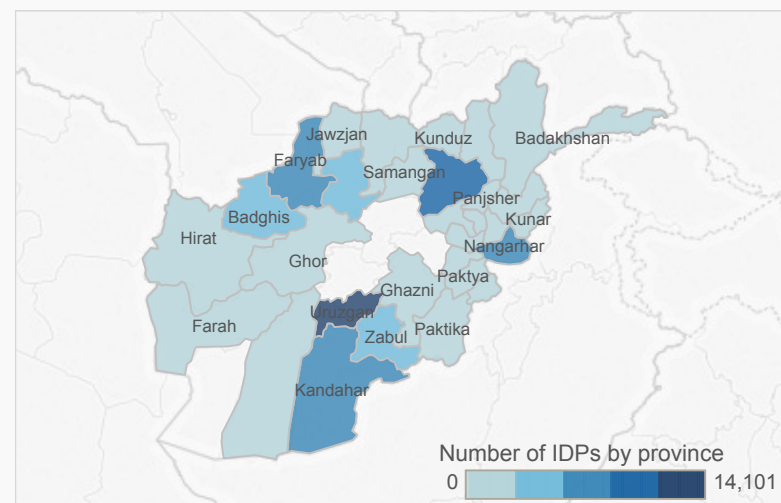 Jawzjan
Kunduz
Badakhshan
Faryab
Samangan
Panjsher
Badghis
Kunar
Hirat
Nangarhar
Ghor
Paktya
Ghazni
Uruzgan
Farah
Paktika
Zabul
Kandahar
Number of IDPs by province
0
14,101